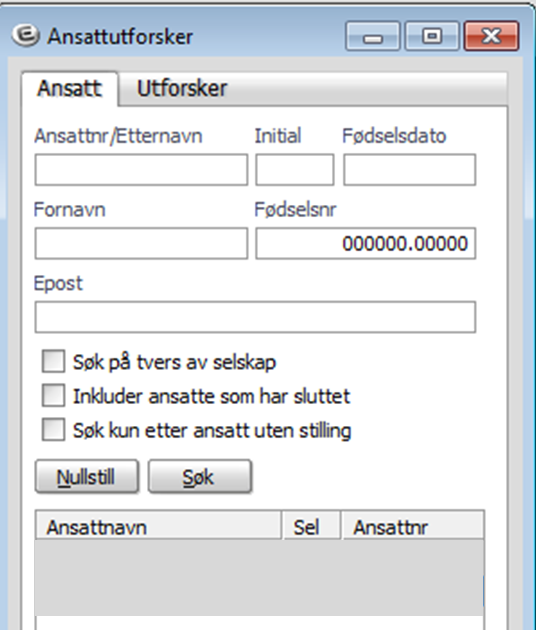 Ansattutforsker
Ansatt Utforsker
Ansattnr/Etternavn Initial Fødselsdato
Fornavn Fødselsnr
000000.00000
Epost
Søk på tvers av selskap
Inkluder ansatte som har sluttet
Søk kun etter ansatt uten stilling
Nullstill Søk
Ansattnavn Sel Ansattnr